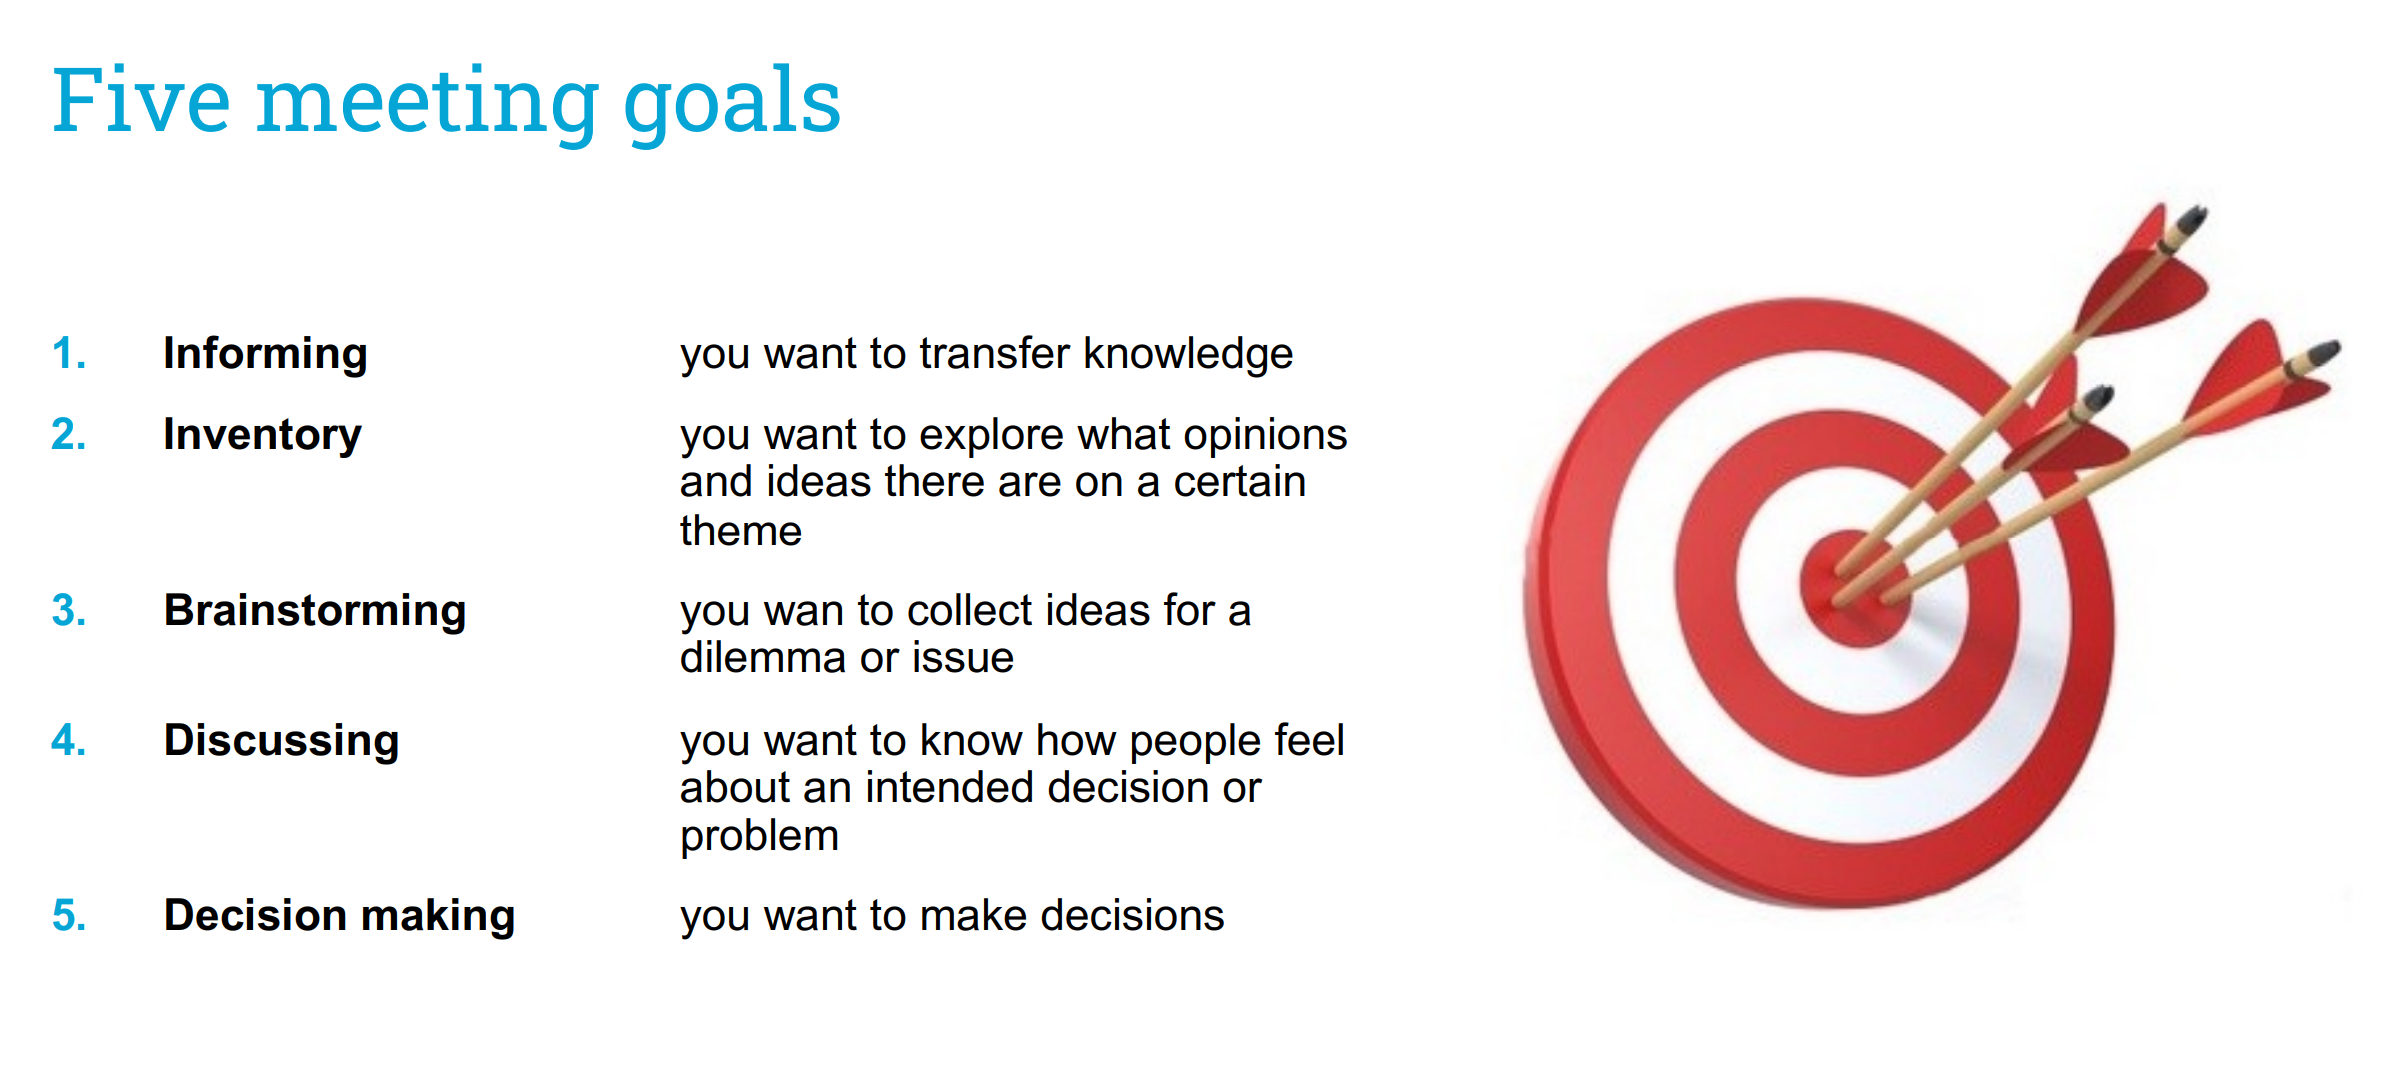 Five meeting goals
1. Informing you want to transfer knowledge
2. Inventory you want to explore what opinions
and ideas there are on a certain
theme
3. Brainstorming you wan to collect ideas for a
dilemma or issue
4. Discussing you want to know how people feel
about an intended decision or
problem
5. Decision making you want to make decisions